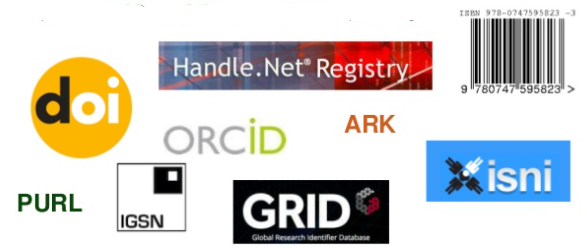 ISBN 978-0747595823 -3
Handle.Net® Registry
doi
9 780747 595823 >
ORCiD
ARK
isni
PURL
IGSN
GRID
Global Research Identifier Database